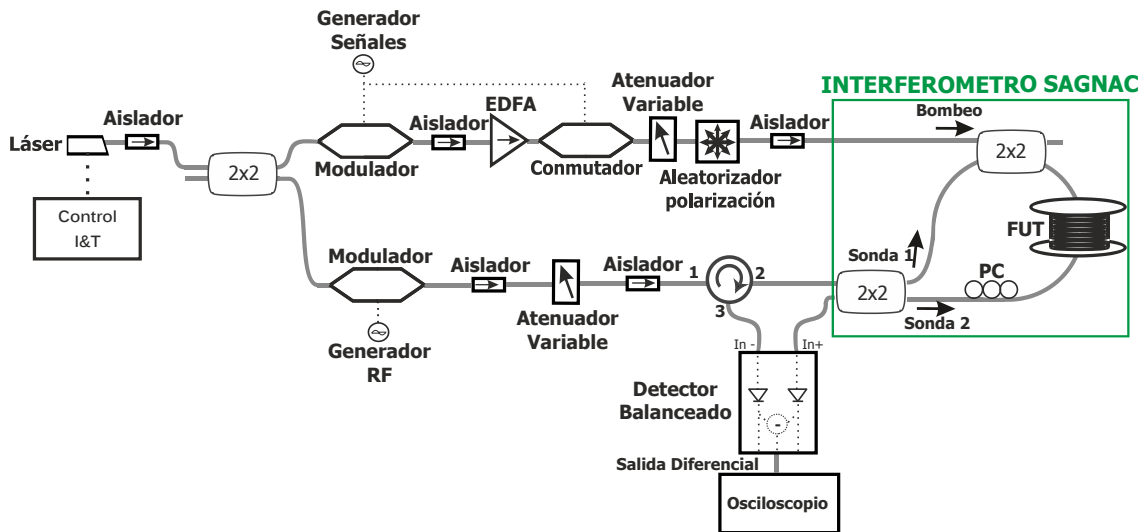 Generador
Señales
INTERFEROMETRO SAGNAC
Atenuador
Variable
EDFA
Bombeo
Aislador
Aislador
Aislador
Láser
2x2
2x2
Modulador
Conmutador
Aleatorizador
polarización
Control
I&T
FUT
Modulador
Sonda 1
Aislador
Aislador
1
2
PC
2x2
3
Sonda 2
Atenuador
Variable
Generador
RF
In -
In+
Detector
Balanceado
-
Salida Diferencial
Osciloscopio